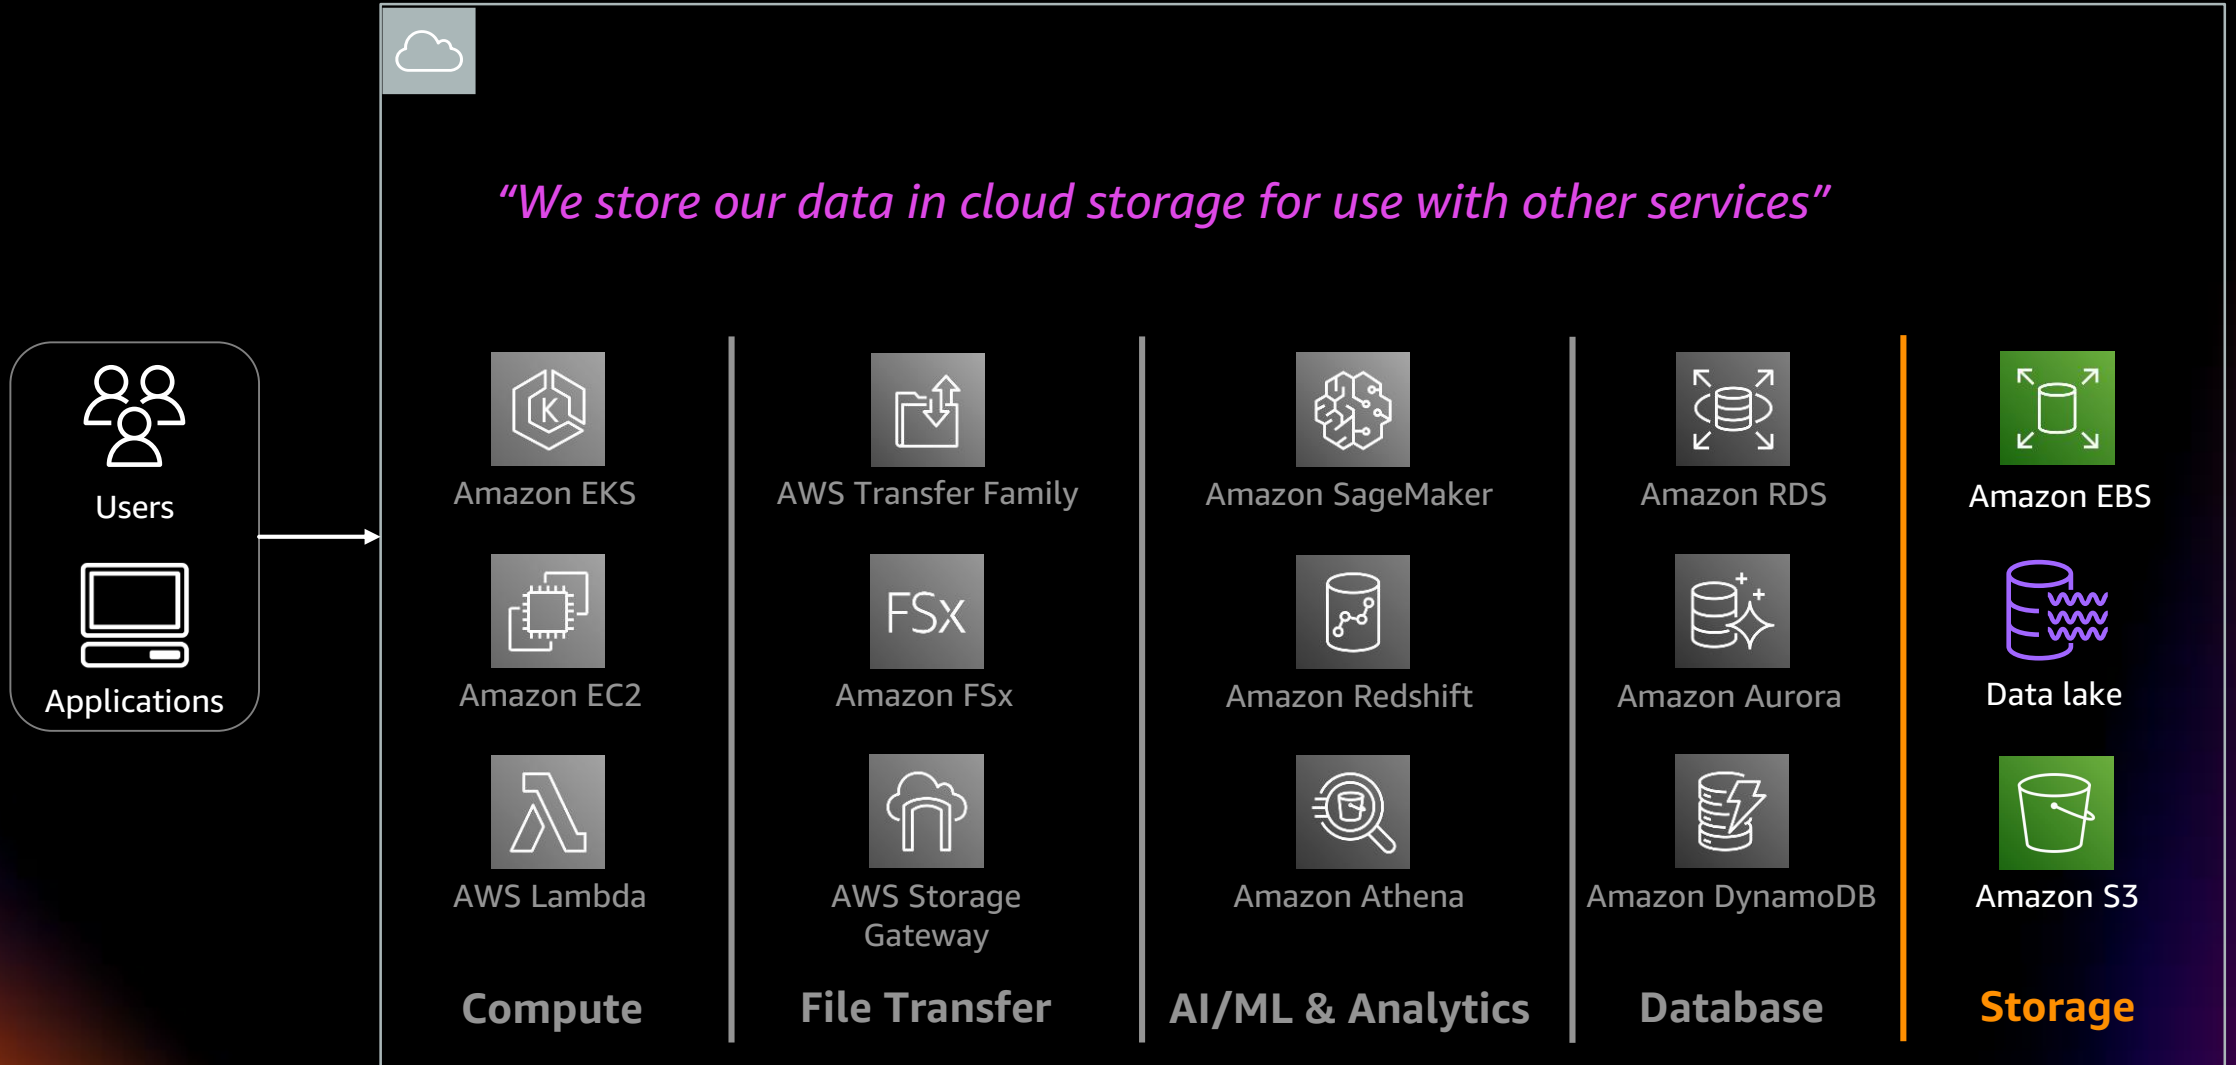 “We store our data in cloud storage for use with other services”
Users
Applications
Amazon EKS
Amazon EC2
AWS Lambda
Compute
AWS Transfer Family
FSx
Amazon FSx
AWS Storage
Gateway
File Transfer
Amazon SageMaker
Amazon Redshift
Amazon Athena
AI/ML & Analytics
Amazon RDS
Amazon Aurora
Amazon DynamoDB
Database
Amazon EBS
Data lake
Amazon S3
Storage
K